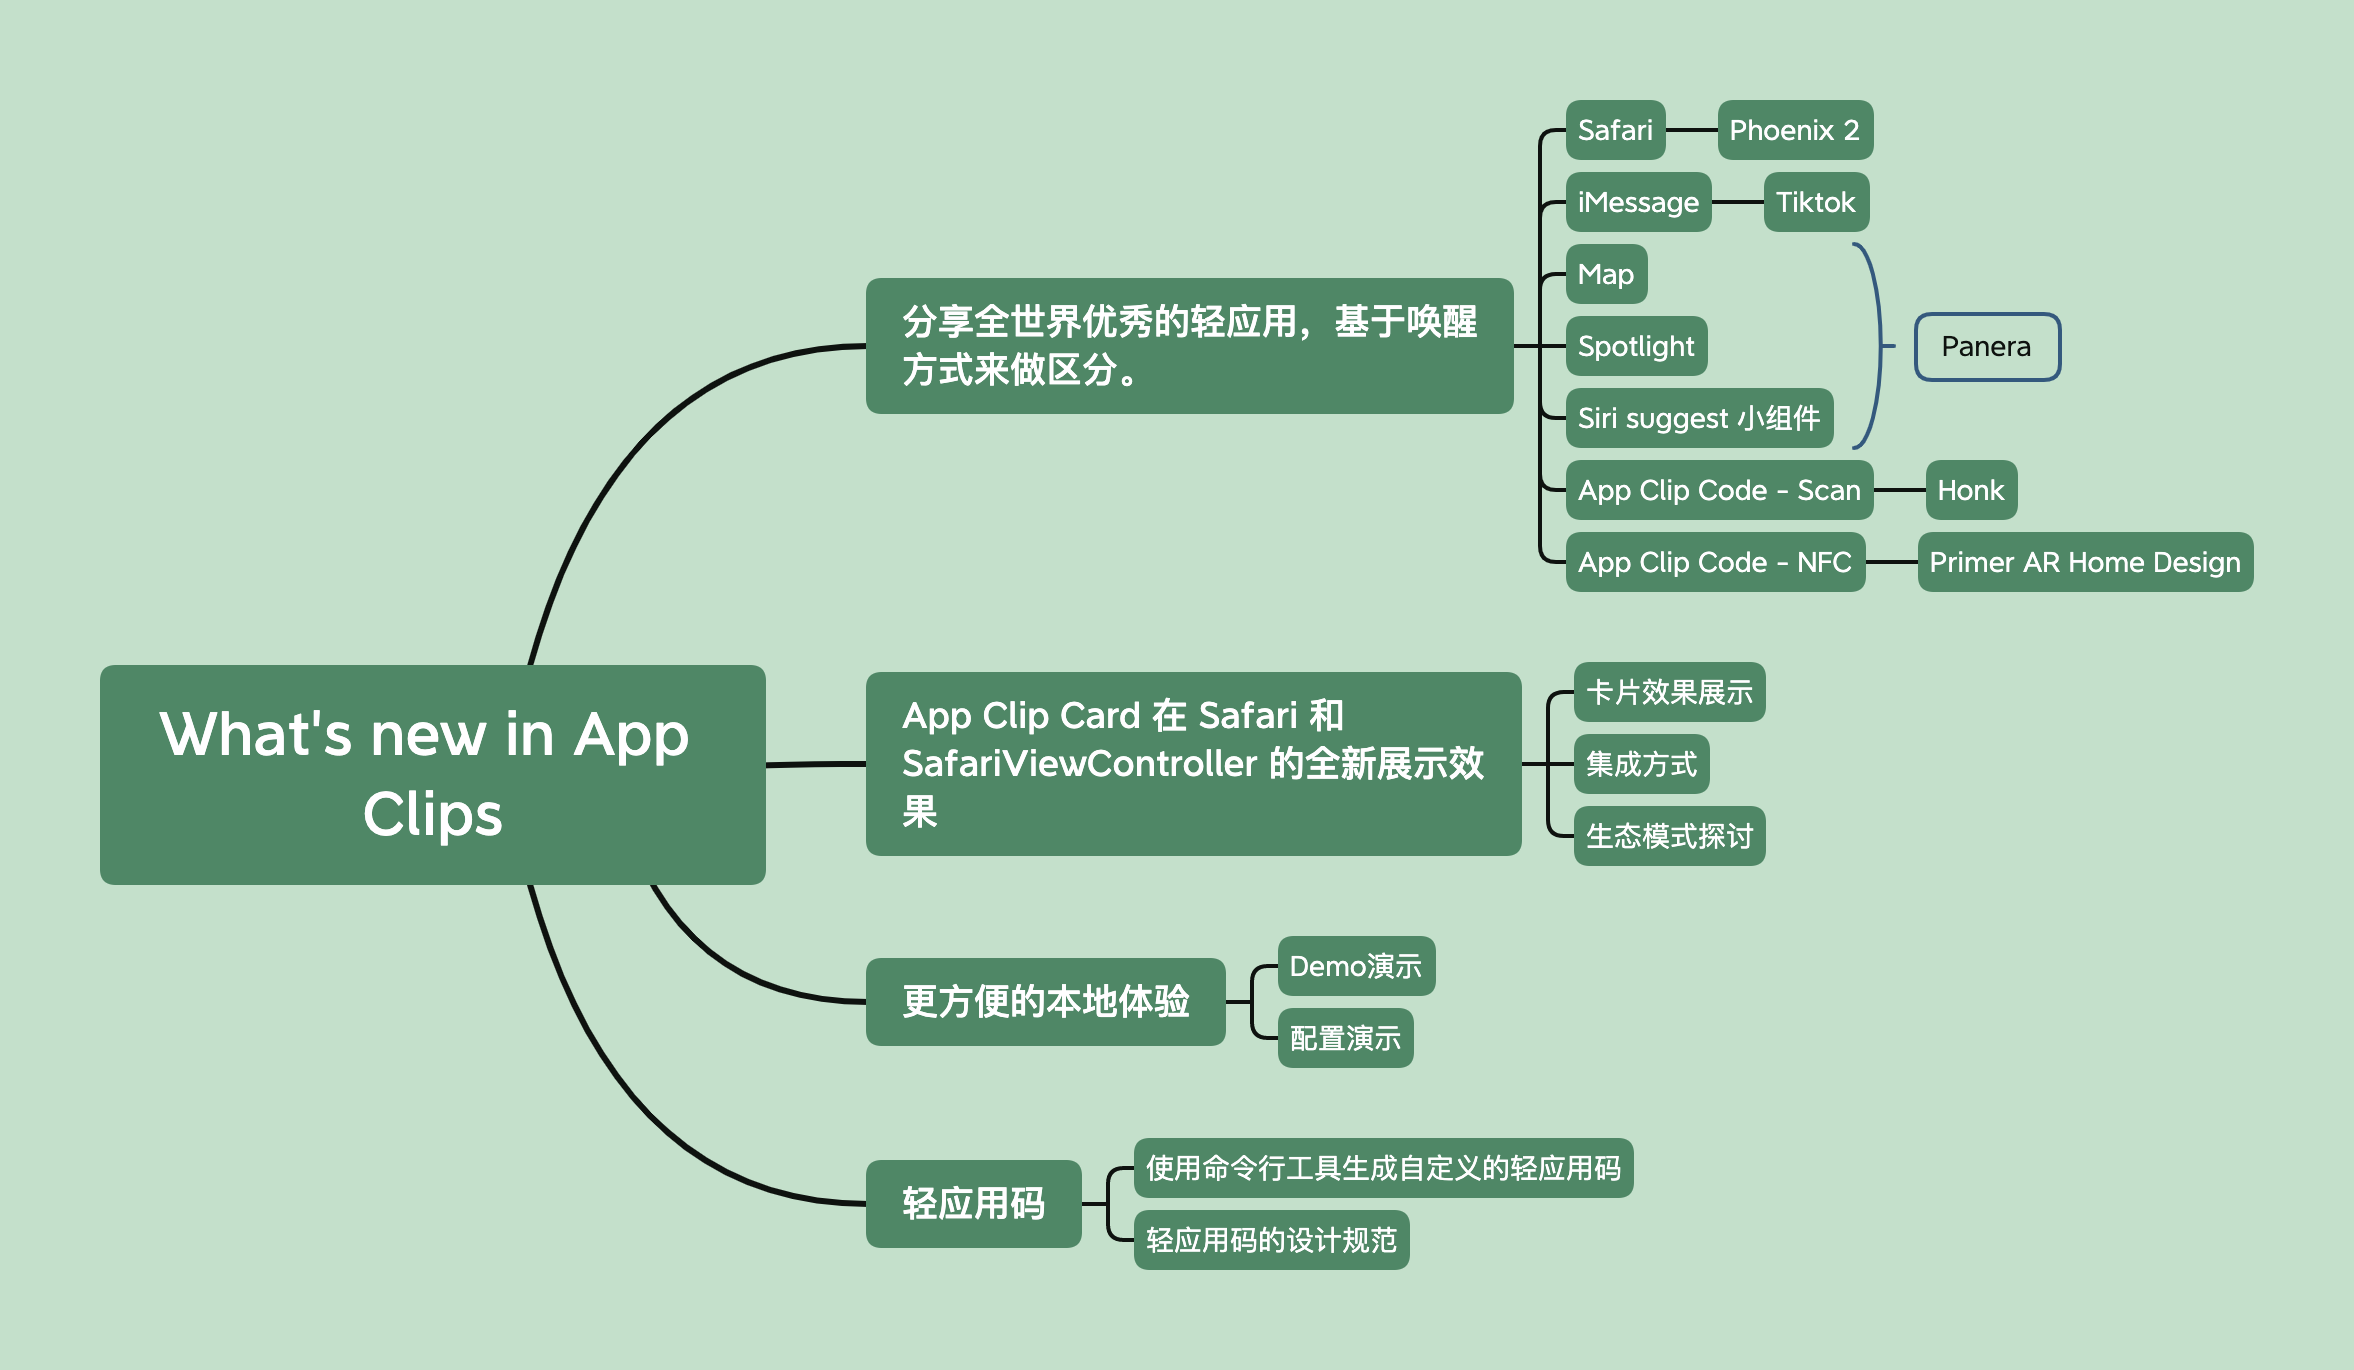 What's new in App
Clips
分享全世界优秀的轻应用，基于唤醒
方式来做区分。
Safari
Phoenix 2
iMessage
Tiktok
Map
Spotlight
Siri suggest 小组件
Panera
App Clip Code - Scan
Honk
App Clip Code - NFC
Primer AR Home Design
App Clip Card 在 Safari 和
SafariViewController 的全新展示效
果
卡片效果展示
集成方式
生态模式探讨
更方便的本地体验
Demo演示
配置演示
轻应用码
使用命令行工具生成自定义的轻应用码
轻应用码的设计规范